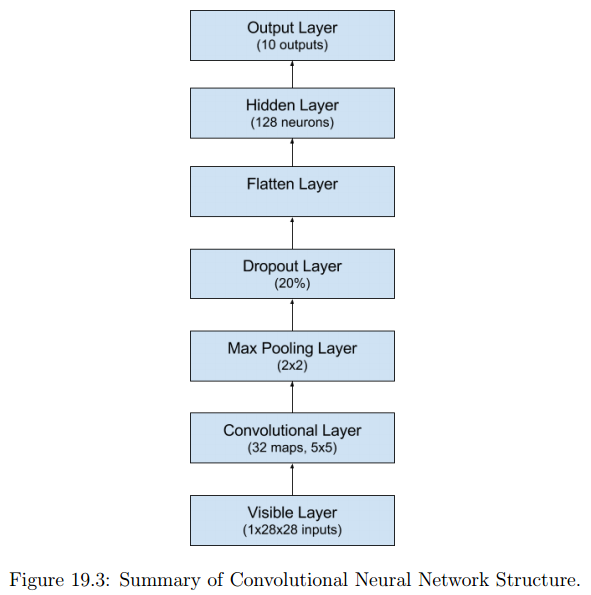 Output Layer
(10 outputs)
Hidden Layer
(128 neurons)
Flatten Layer
Dropout Layer
(20%)
Max Pooling Layer
(2x2)
Convolutional Layer
(32 maps, 5x5)
Visible Layer
(1x28x28 inputs)
Figure 19.3: Summary of Convolutional Neural Network Structure.